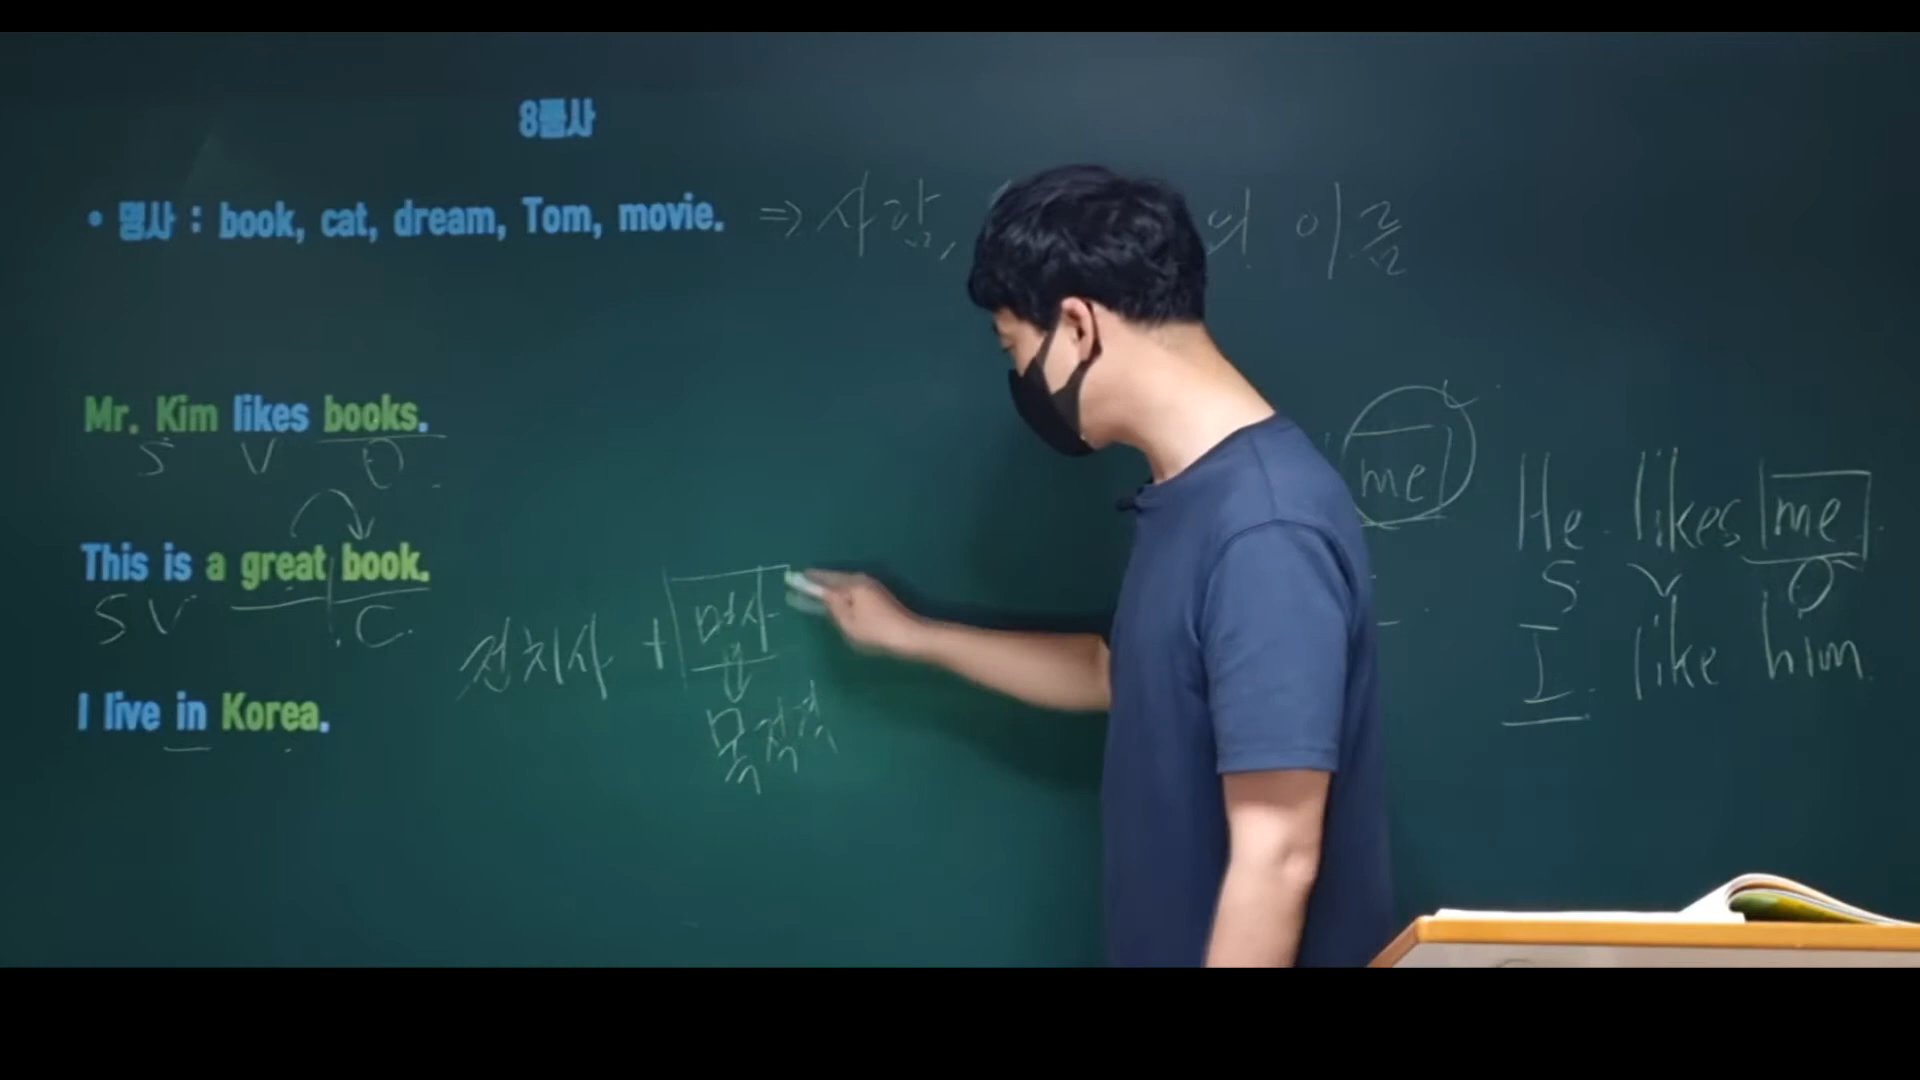 8품사
• 명사 : book, cat, dream, Tom, movie. ⇒ 사람, 의 이름
Mr. Kim likes books.
S V O
This is a great book.
S V C
I live in Korea.
전치사 + 명사
목적격
me
He likes me.
S V O
I like him.